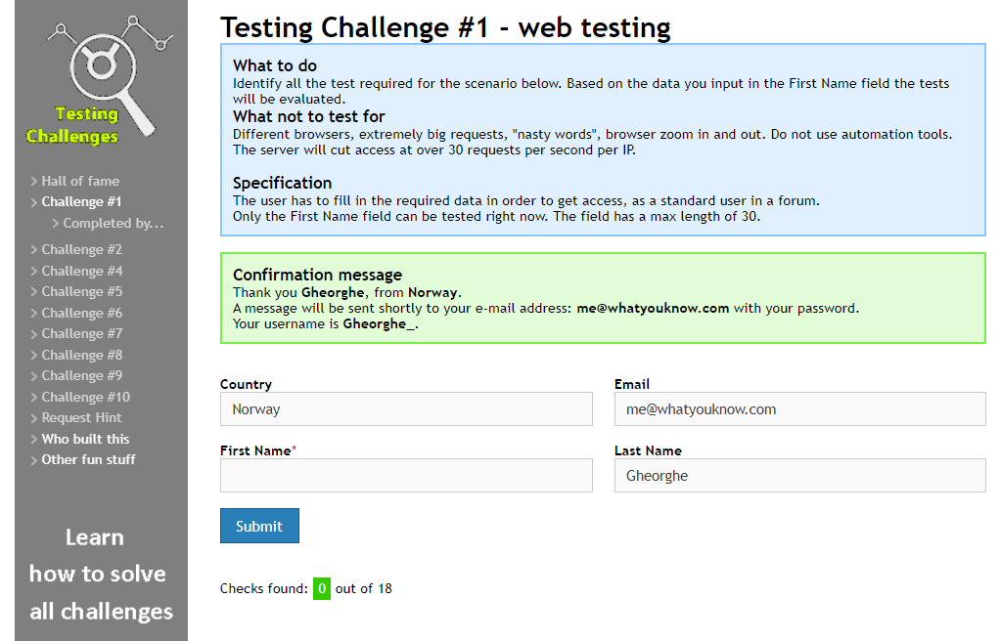 Testing
Challenges
> Hall of fame
> Challenge #1
> Completed by...
> Challenge #2
> Challenge #4
> Challenge #5
> Challenge #6
> Challenge #7
> Challenge #8
> Challenge #9
> Challenge #10
> Request Hint
> Who built this
> Other fun stuff
Learn
how to solve
all challenges
Testing Challenge #1 - web testing
What to do
Identify all the test required for the scenario below. Based on the data you input in the First Name field the tests
will be evaluated.
What not to test for
Different browsers, extremely big requests, "nasty words", browser zoom in and out. Do not use automation tools.
The server will cut access at over 30 requests per second per IP.
Specification
The user has to fill in the required data in order to get access, as a standard user in a forum.
Only the First Name field can be tested right now. The field has a max length of 30.
Confirmation message
Thank you Gheorghe, from Norway.
A message will be sent shortly to your e-mail address: me@whatyouknow.com with your password.
Your username is Gheorghe_.
Country Email
Norway me@whatyouknow.com
First Name* Last Name
Gheorghe
Submit
Checks found: 0 out of 18